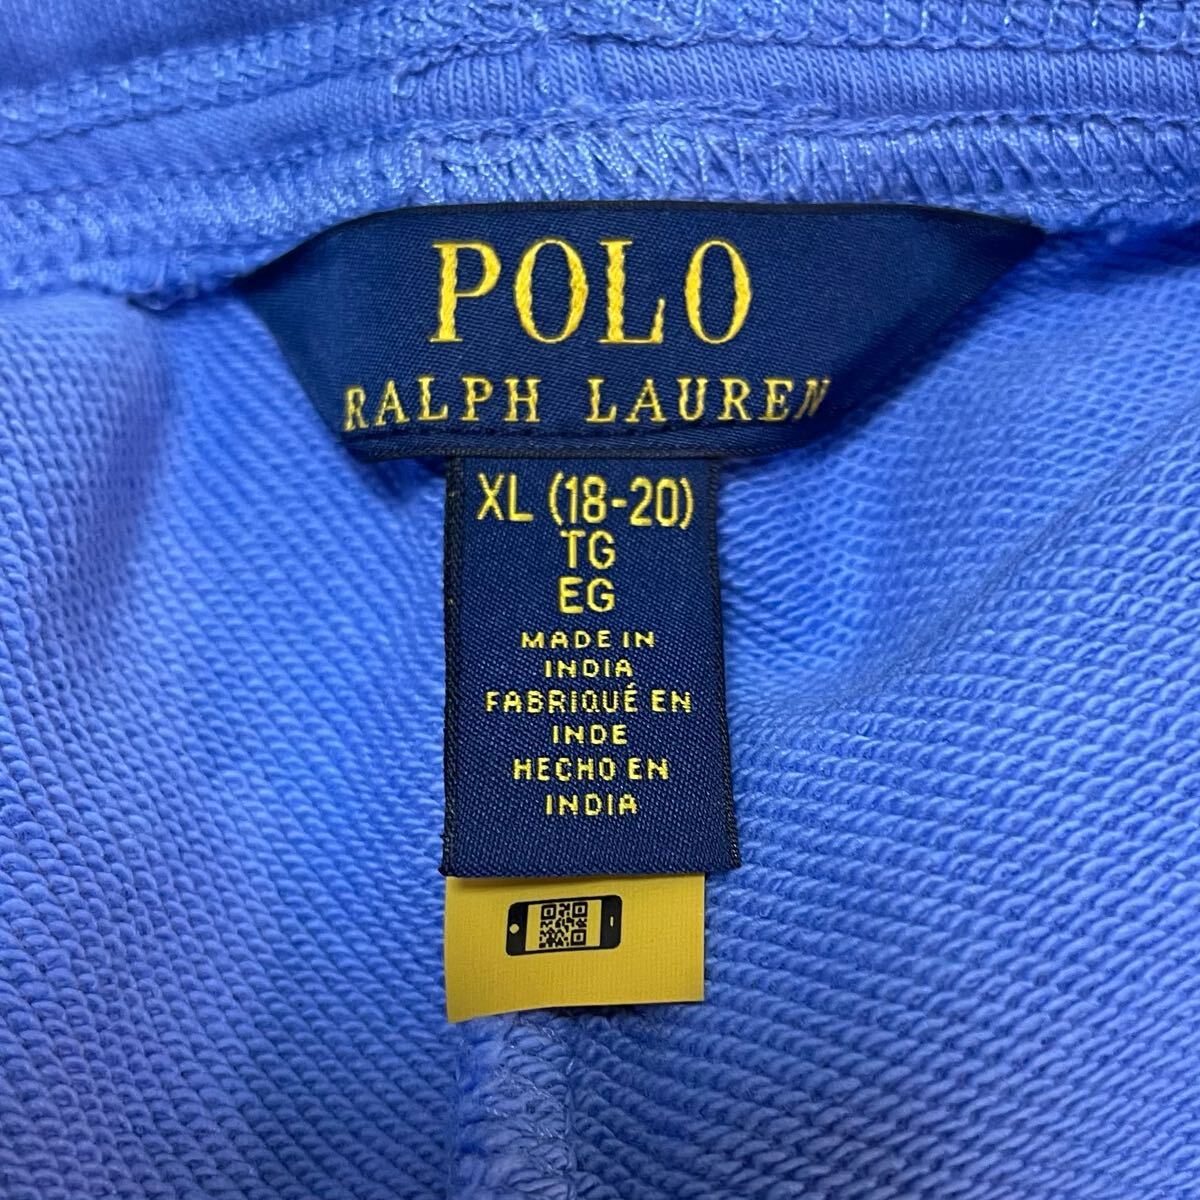 POLO
RALPH LAUREN
XL (18-20)
TG
EG
MADE IN
INDIA
FABRIQUÉ EN
INDE
HECHO EN
INDIA